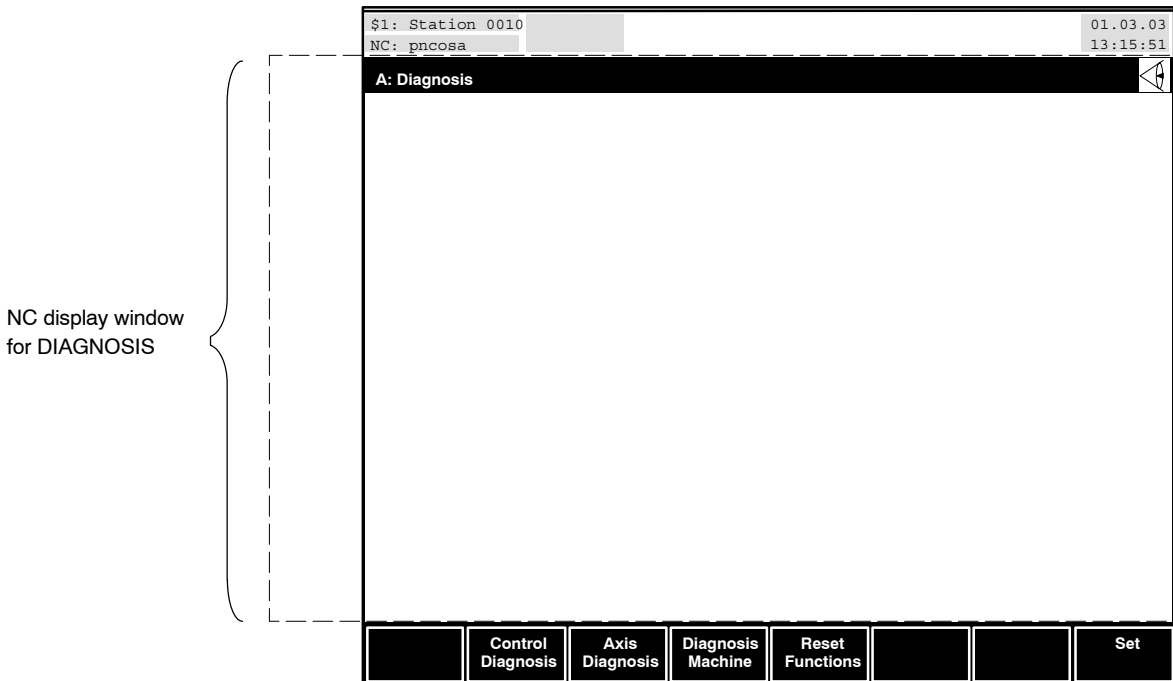 $1: Station 0010
01.03.03
NC: pncosa
13:15:51
A: Diagnosis
NC display window
for DIAGNOSIS
Control
Diagnosis
Axis
Diagnosis
Diagnosis
Machine
Reset
Functions
Set